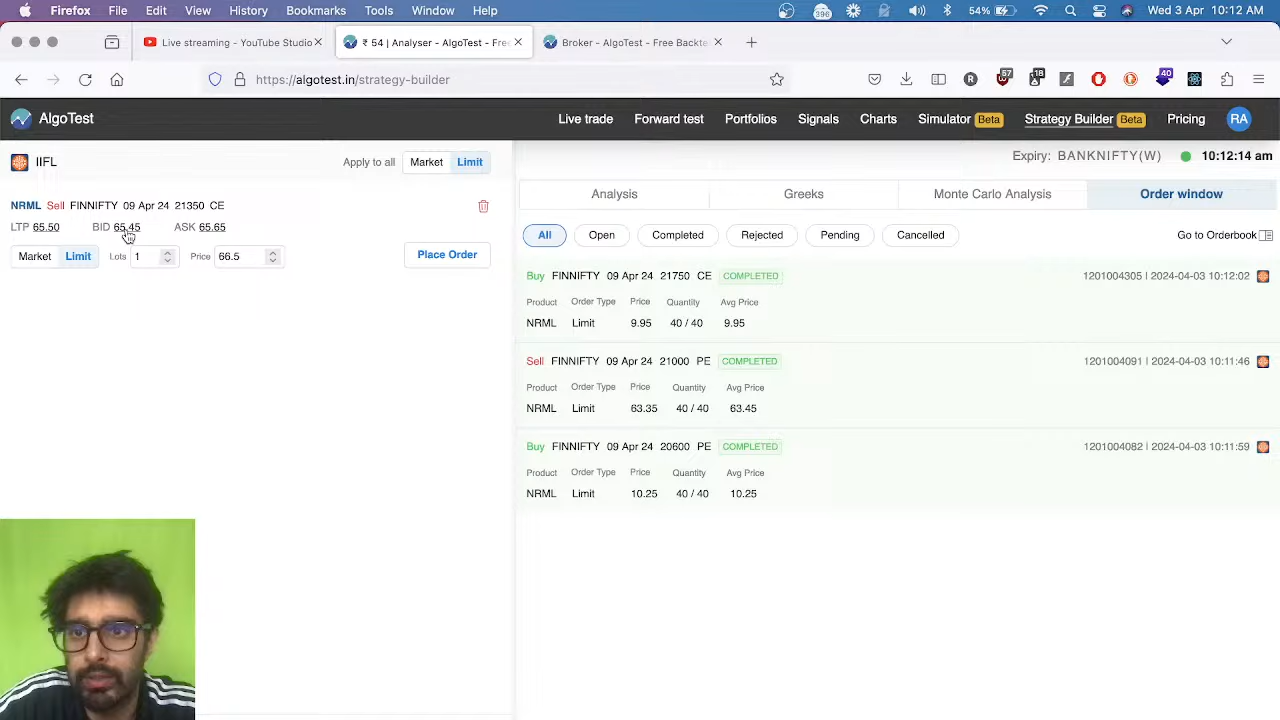 Firefox File Edit View History Bookmarks Tools Window Help 396 54% Wed 3 Apr 10:12 AM
Live streaming - YouTube Studio ₹ 54 | Analyser - AlgoTest - Free Broker - AlgoTest - Free Backte
https://algotest.in/strategy-builder R 57 18 40
AlgoTest Live trade Forward test Portfolios Signals Charts Simulator Beta Strategy Builder Beta Pricing RA
IIFL Apply to all Market Limit
Expiry: BANKNIFTY(W) 10:12:14 am
Analysis Greeks Monte Carlo Analysis Order window
NRML Sell FINNIFTY 09 Apr 24 21350 CE
LTP 65.50 BID 65.45 ASK 65.65
Market Limit Lots 1 Price 66.5 Place Order
All Open Completed Rejected Pending Cancelled Go to Orderbook
Buy FINNIFTY 09 Apr 24 21750 CE COMPLETED 1201004305 | 2024-04-03 10:12:02
Product Order Type Price Quantity Avg Price
NRML Limit 9.95 40 / 40 9.95
Sell FINNIFTY 09 Apr 24 21000 PE COMPLETED 1201004091 | 2024-04-03 10:11:46
Product Order Type Price Quantity Avg Price
NRML Limit 63.35 40 / 40 63.45
Buy FINNIFTY 09 Apr 24 20600 PE COMPLETED 1201004082 | 2024-04-03 10:11:59
Product Order Type Price Quantity Avg Price
NRML Limit 10.25 40 / 40 10.25